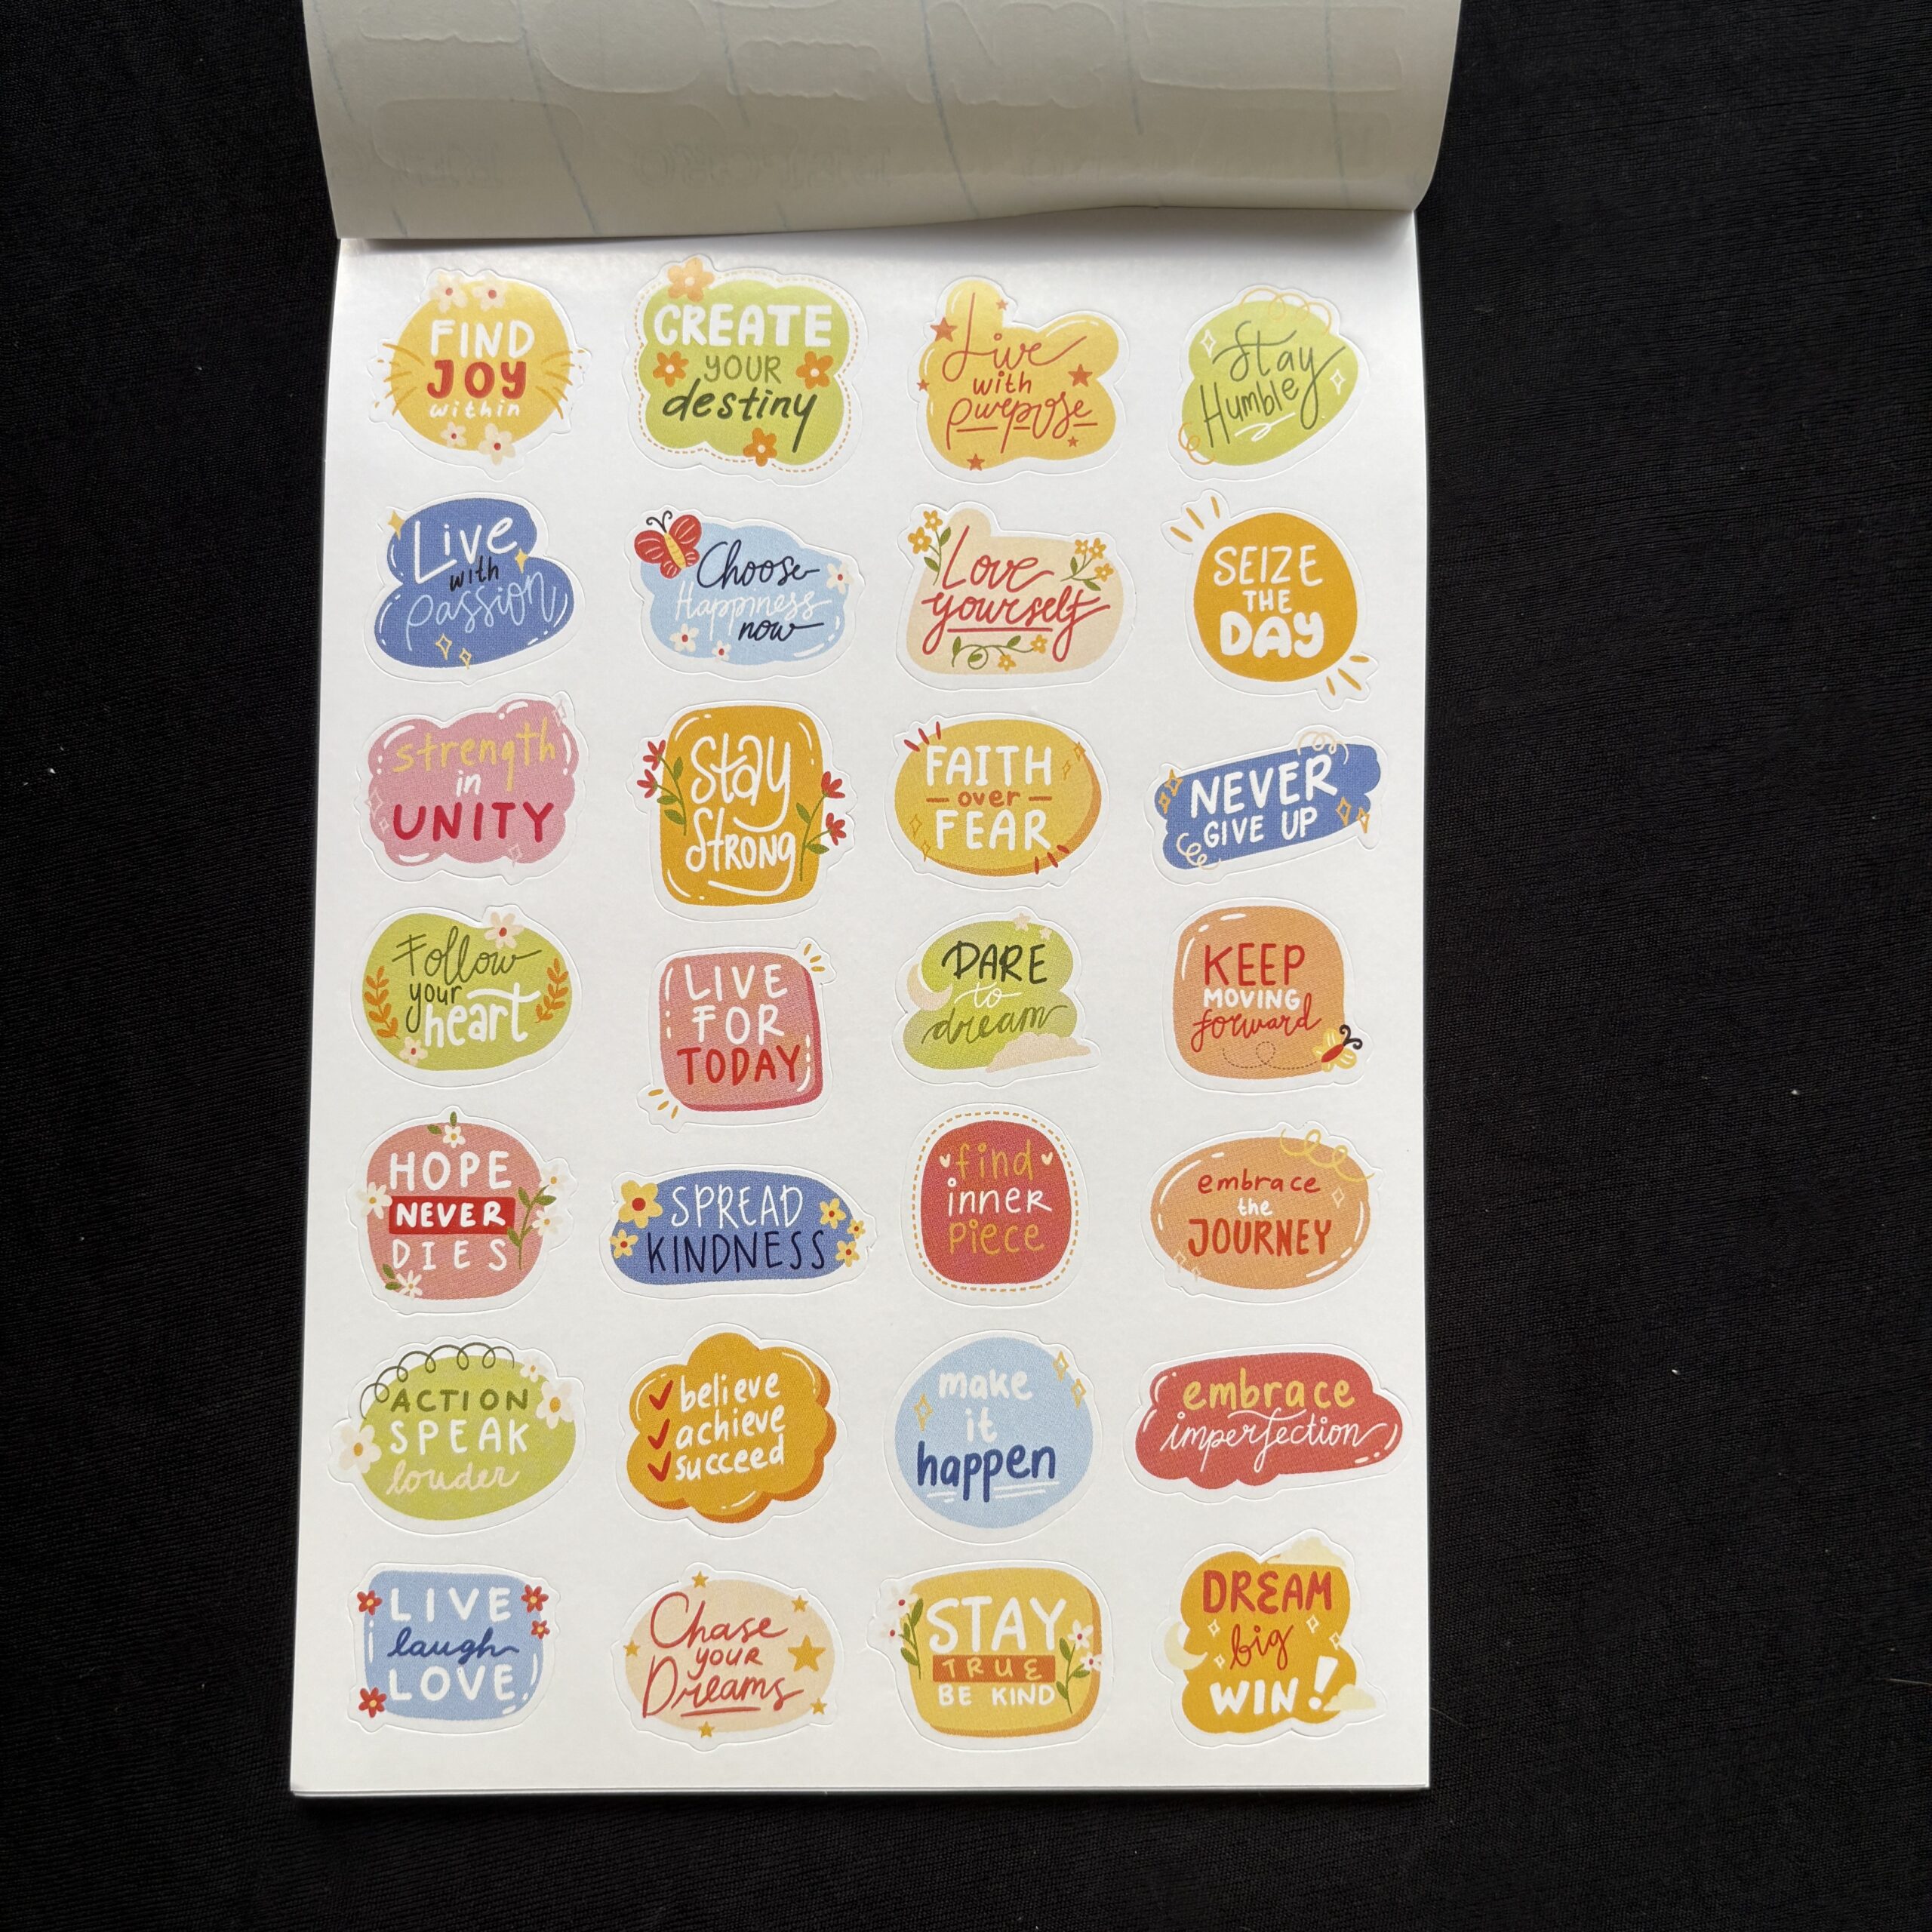 FIND
JOY
within
CREATE
YOUR
destiny
Live
with
purpose
Stay
Humble
Live
with
passion
Choose
Happiness
now
Love
yourself
SEIZE
THE
DAY
strength
in
UNITY
Stay
STRONG
FAITH
over
FEAR
NEVER
GIVE UP
Follow
your
heart
LIVE
FOR
TODAY
DARE
to
dream
KEEP
MOVING
forward
HOPE
NEVER
DIES
SPREAD
KINDNESS
find
inner
piece
embrace
the
JOURNEY
ACTION
SPEAK
louder
believe
achieve
succeed
make
it
happen
embrace
imperfection
LIVE
laugh
LOVE
Chase
YOUR
Dreams
STAY
TRUE
BE KIND
DREAM
big
WIN!